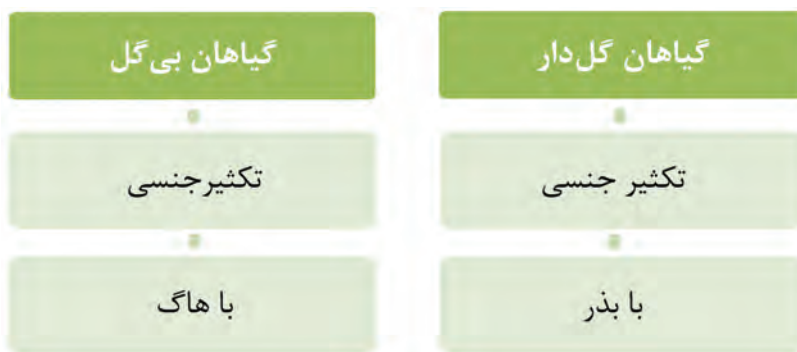 گیاهان گل‌دار
تکثیر جنسی
با بذر
گیاهان بی‌گل
تکثیرجنسی
با هاگ